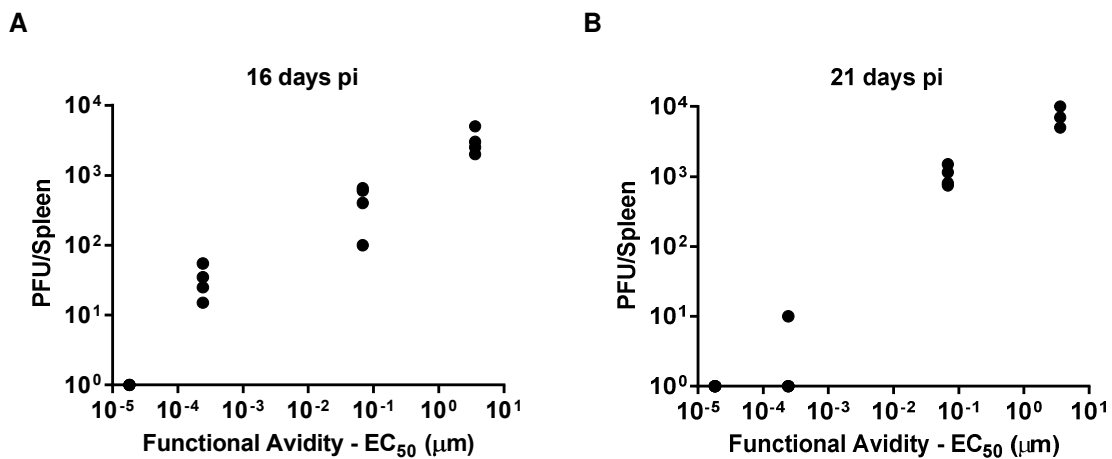 A
B
16 days pi
21 days pi
PFU/Spleen
10⁴
10³
10²
10¹
10⁰
10⁻⁵ 10⁻⁴ 10⁻³ 10⁻² 10⁻¹ 10⁰ 10¹
Functional Avidity - EC₅₀ (μm)
PFU/Spleen
10⁴
10³
10²
10¹
10⁰
10⁻⁵ 10⁻⁴ 10⁻³ 10⁻² 10⁻¹ 10⁰ 10¹
Functional Avidity - EC₅₀ (μm)